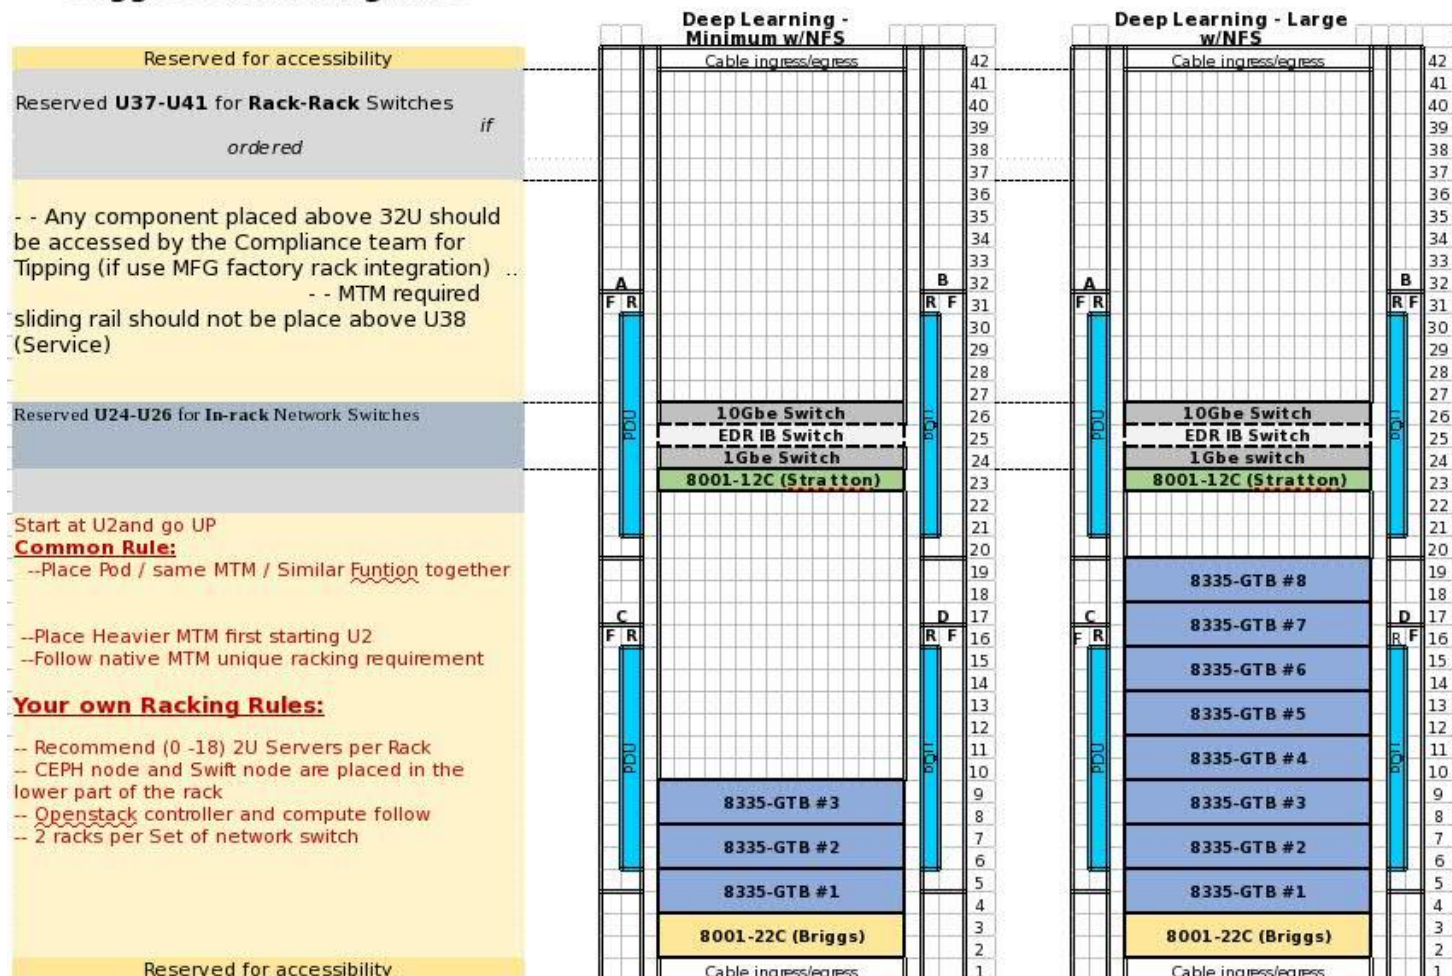 Reserved for accessibility
Reserved U37-U41 for Rack-Rack Switches
if
ordered
- - Any component placed above 32U should
be accessed by the Compliance team for
Tipping (if use MFG factory rack integration) ..
- - MTM required
sliding rail should not be place above U38
(Service)
Reserved U24-U26 for In-rack Network Switches
Start at U2and go UP
Common Rule:
--Place Pod / same MTM / Similar Funtion together
--Place Heavier MTM first starting U2
--Follow native MTM unique racking requirement
Your own Racking Rules:
-- Recommend (0 -18) 2U Servers per Rack
-- CEPH node and Swift node are placed in the
lower part of the rack
-- Openstack controller and compute follow
-- 2 racks per Set of network switch
Reserved for accessibility
Deep Learning -
Minimum w/NFS
Cable ingress/egress
A
F R
PDU
B
R F
PDU
10Gbe Switch
EDR IB Switch
1Gbe Switch
8001-12C (Stratton)
C
F R
PDU
D
R F
PDU
8335-GTB #3
8335-GTB #2
8335-GTB #1
8001-22C (Briggs)
Cable ingress/egress
42
41
40
39
38
37
36
35
34
33
32
31
30
29
28
27
26
25
24
23
22
21
20
19
18
17
16
15
14
13
12
11
10
9
8
7
6
5
4
3
2
1
Deep Learning - Large
w/NFS
Cable ingress/egress
A
F R
PDU
B
R F
PDU
10Gbe Switch
EDR IB Switch
1Gbe switch
8001-12C (Stratton)
8335-GTB #8
C
F R
PDU
D
R F
PDU
8335-GTB #7
8335-GTB #6
8335-GTB #5
8335-GTB #4
8335-GTB #3
8335-GTB #2
8335-GTB #1
8001-22C (Briggs)
Cable ingress/egress
42
41
40
39
38
37
36
35
34
33
32
31
30
29
28
27
26
25
24
23
22
21
20
19
18
17
16
15
14
13
12
11
10
9
8
7
6
5
4
3
2
1